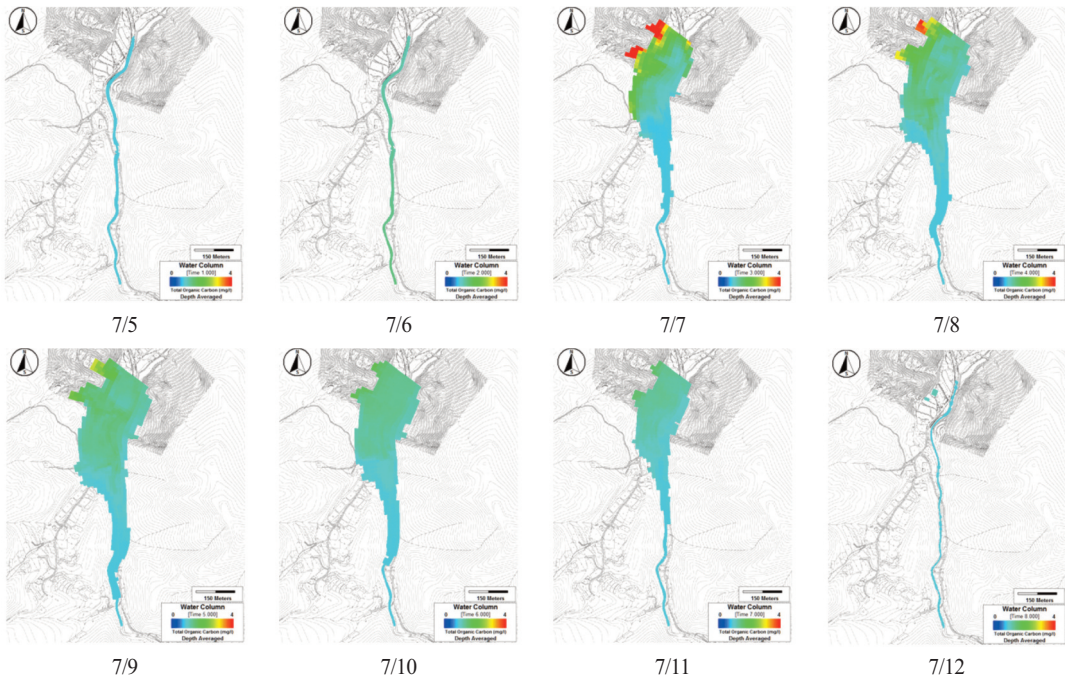 N
S
150 Meters
Water Column
0 [Time 1.000] 4
Total Organic Carbon (mg/l)
Depth Averaged
7/5
N
S
150 Meters
Water Column
0 [Time 2.000] 4
Total Organic Carbon (mg/l)
Depth Averaged
7/6
N
S
150 Meters
Water Column
0 [Time 3.000] 4
Total Organic Carbon (mg/l)
Depth Averaged
7/7
N
S
150 Meters
Water Column
0 [Time 4.000] 4
Total Organic Carbon (mg/l)
Depth Averaged
7/8
N
S
150 Meters
Water Column
0 [Time 5.000] 4
Total Organic Carbon (mg/l)
Depth Averaged
7/9
N
S
150 Meters
Water Column
0 [Time 6.000] 4
Total Organic Carbon (mg/l)
Depth Averaged
7/10
N
S
150 Meters
Water Column
0 [Time 7.000] 4
Total Organic Carbon (mg/l)
Depth Averaged
7/11
N
S
150 Meters
Water Column
0 [Time 8.000] 4
Total Organic Carbon (mg/l)
Depth Averaged
7/12